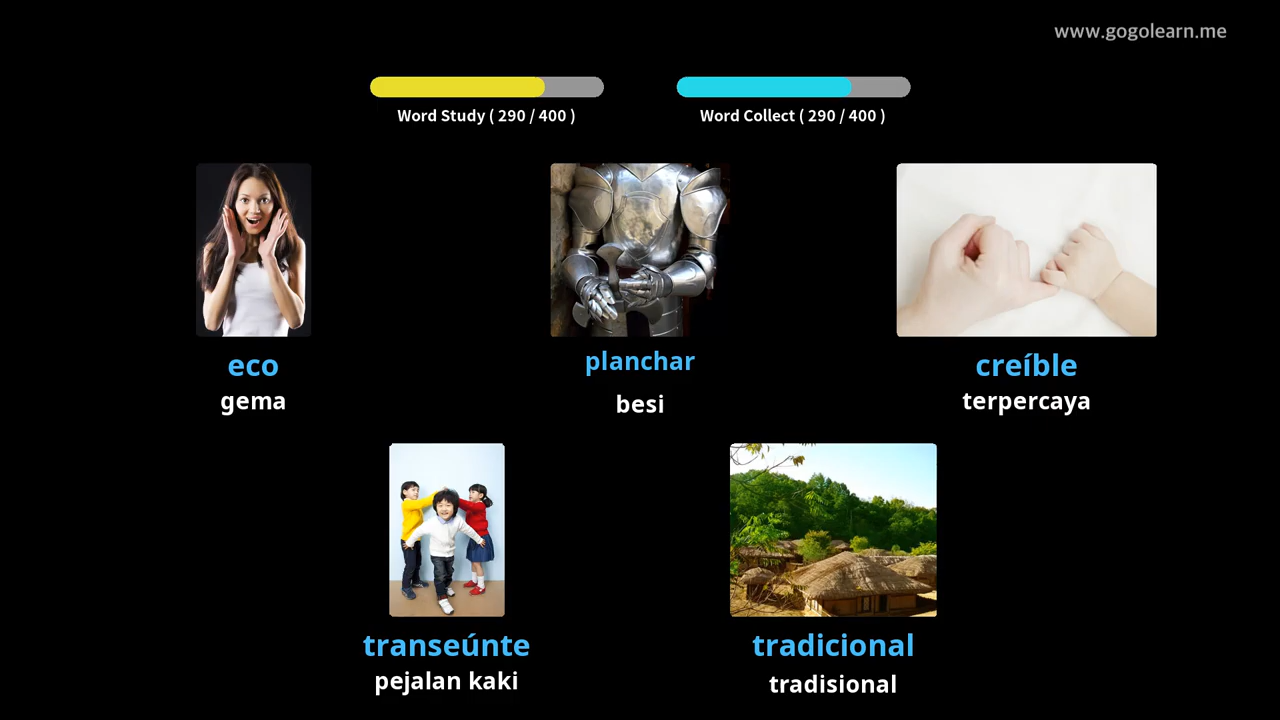 www.gogolearn.me
Word Study ( 290 / 400 )
Word Collect ( 290 / 400 )
eco
gema
planchar
besi
creíble
terpercaya
transeúnte
pejalan kaki
tradicional
tradisional